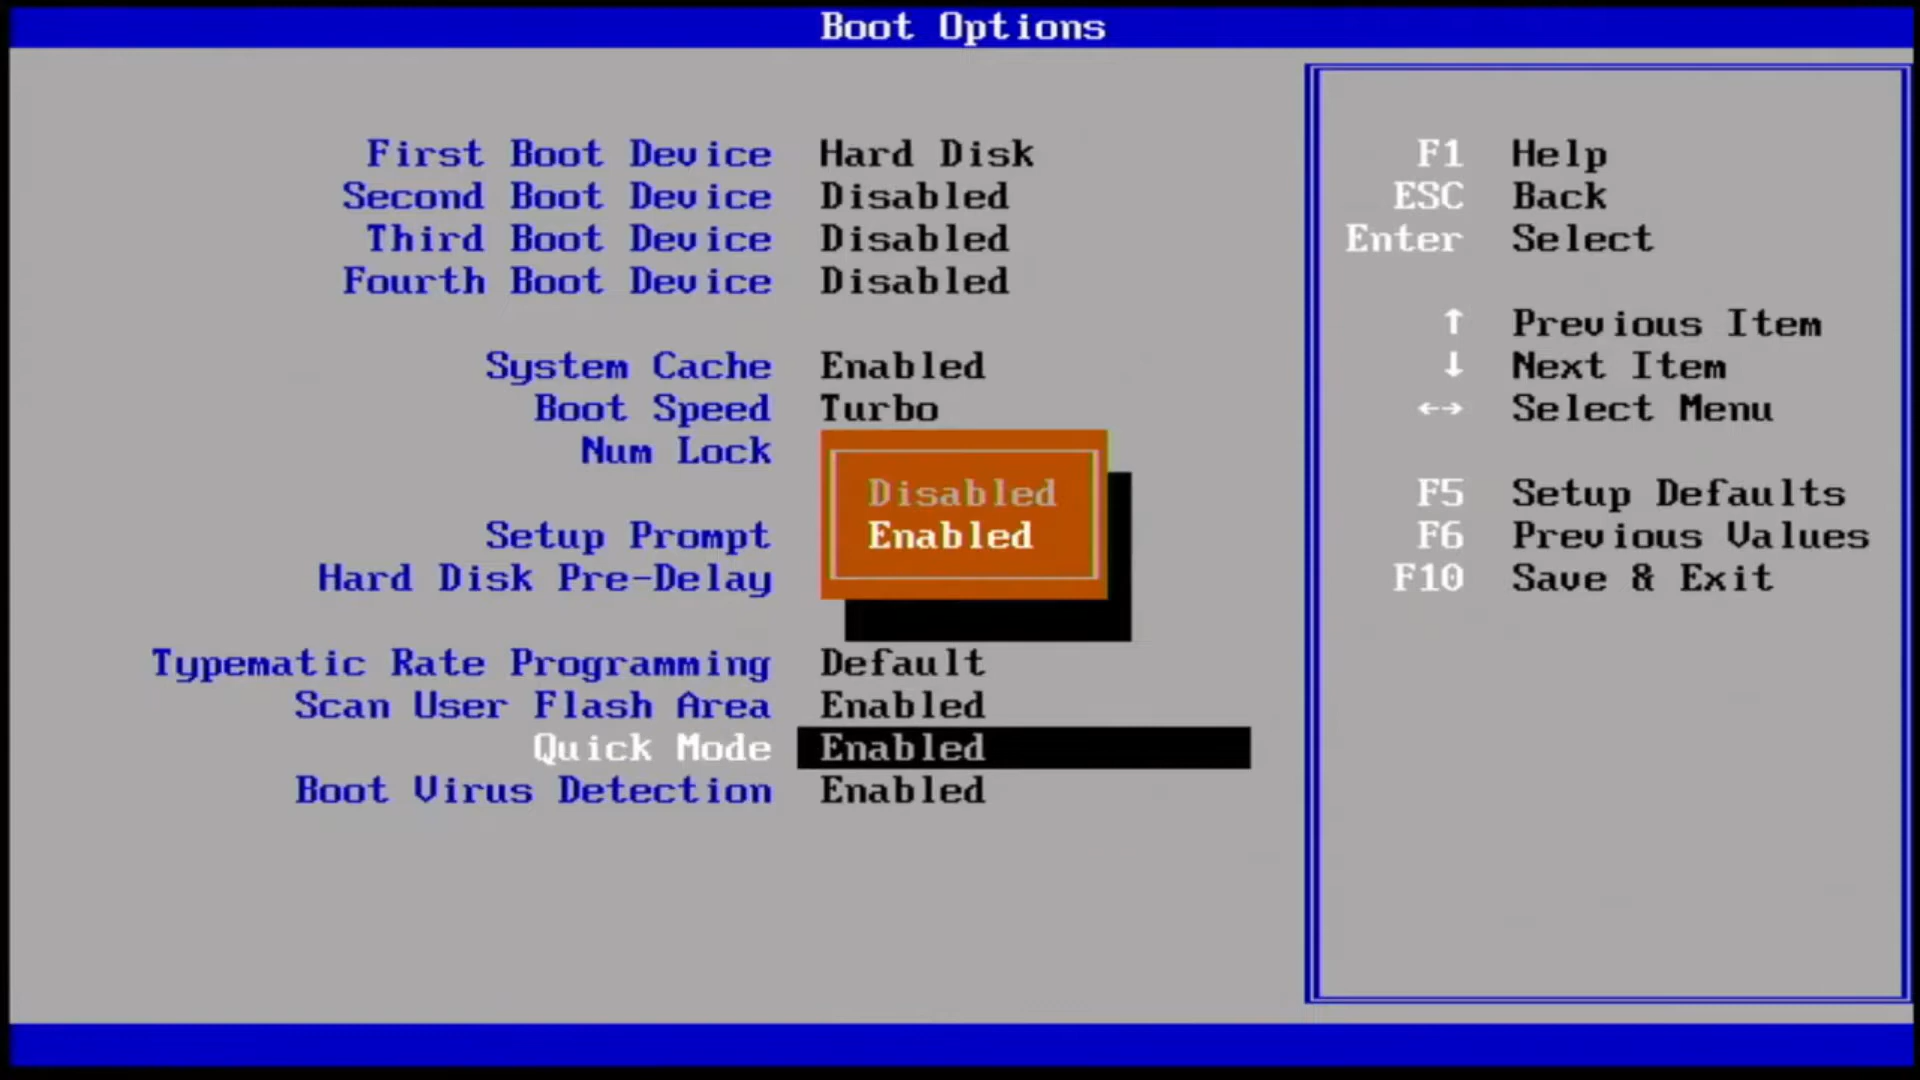 Boot Options
First Boot Device Hard Disk
Second Boot Device Disabled
Third Boot Device Disabled
Fourth Boot Device Disabled
System Cache Enabled
Boot Speed Turbo
Num Lock
Disabled
Setup Prompt Enabled
Hard Disk Pre-Delay
Typematic Rate Programming Default
Scan User Flash Area Enabled
Quick Mode Enabled
Boot Virus Detection Enabled
F1 Help
ESC Back
Enter Select
↑ Previous Item
↓ Next Item
↔ Select Menu
F5 Setup Defaults
F6 Previous Values
F10 Save & Exit